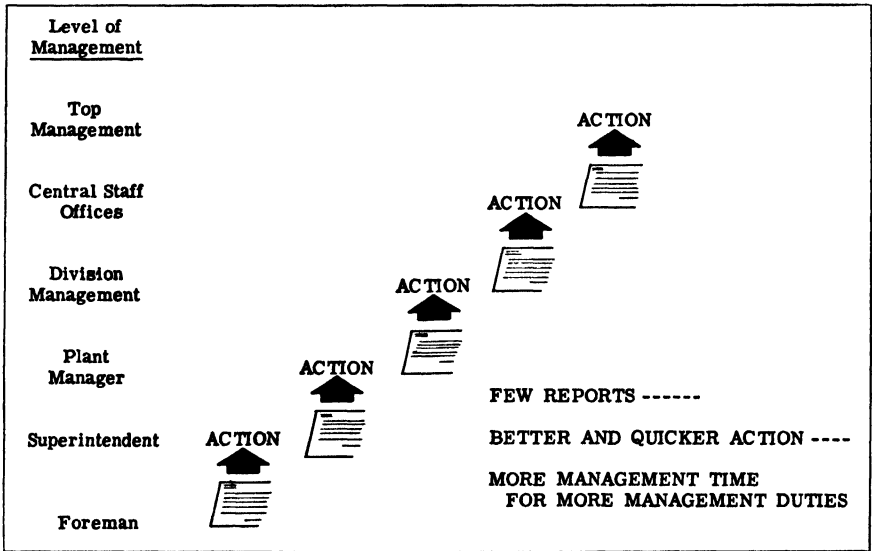 Level of
Management
Top
Management
ACTION
Central Staff
Offices
ACTION
Division
Management
ACTION
Plant
Manager
ACTION
FEW REPORTS ------
Superintendent
ACTION
BETTER AND QUICKER ACTION ----
MORE MANAGEMENT TIME
FOR MORE MANAGEMENT DUTIES
Foreman